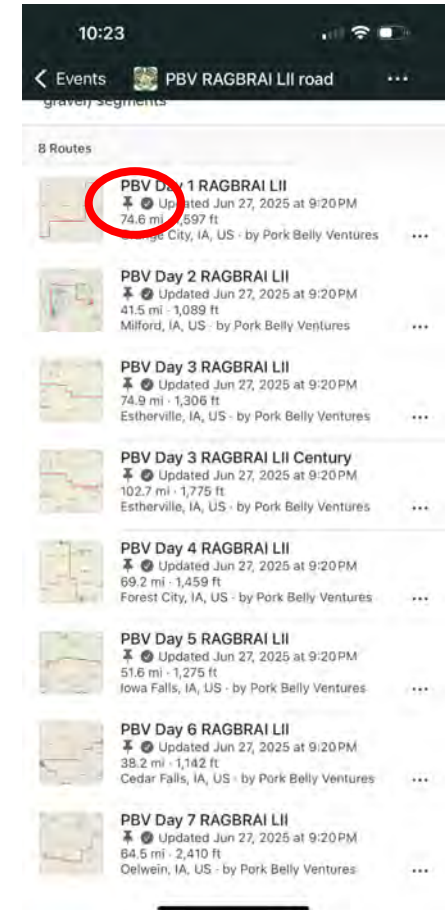 10:23
Events PBV RAGBRAI LII road ...
gravel) segments
8 Routes
PBV Day 1 RAGBRAI LII
Updated Jun 27, 2025 at 9:20PM
74.6 mi ,597 ft
City, IA, US · by Pork Belly Ventures ...
PBV Day 2 RAGBRAI LII
Updated Jun 27, 2025 at 9:20PM
41.5 mi · 1,089 ft
Milford, IA, US · by Pork Belly Ventures ...
PBV Day 3 RAGBRAI LII
Updated Jun 27, 2025 at 9:20PM
74.9 mi · 1,306 ft
Estherville, IA, US · by Pork Belly Ventures ...
PBV Day 3 RAGBRAI LII Century
Updated Jun 27, 2025 at 9:20PM
102.7 mi · 1,775 ft
Estherville, IA, US · by Pork Belly Ventures ...
PBV Day 4 RAGBRAI LII
Updated Jun 27, 2025 at 9:20PM
69.2 mi · 1,459 ft
Forest City, IA, US · by Pork Belly Ventures ...
PBV Day 5 RAGBRAI LII
Updated Jun 27, 2025 at 9:20PM
51.6 mi · 1,275 ft
Iowa Falls, IA, US · by Pork Belly Ventures ...
PBV Day 6 RAGBRAI LII
Updated Jun 27, 2025 at 9:20PM
38.2 mi · 1,142 ft
Cedar Falls, IA, US · by Pork Belly Ventures ...
PBV Day 7 RAGBRAI LII
Updated Jun 27, 2025 at 9:20PM
64.5 mi · 2,410 ft
Oelwein, IA, US · by Pork Belly Ventures ...